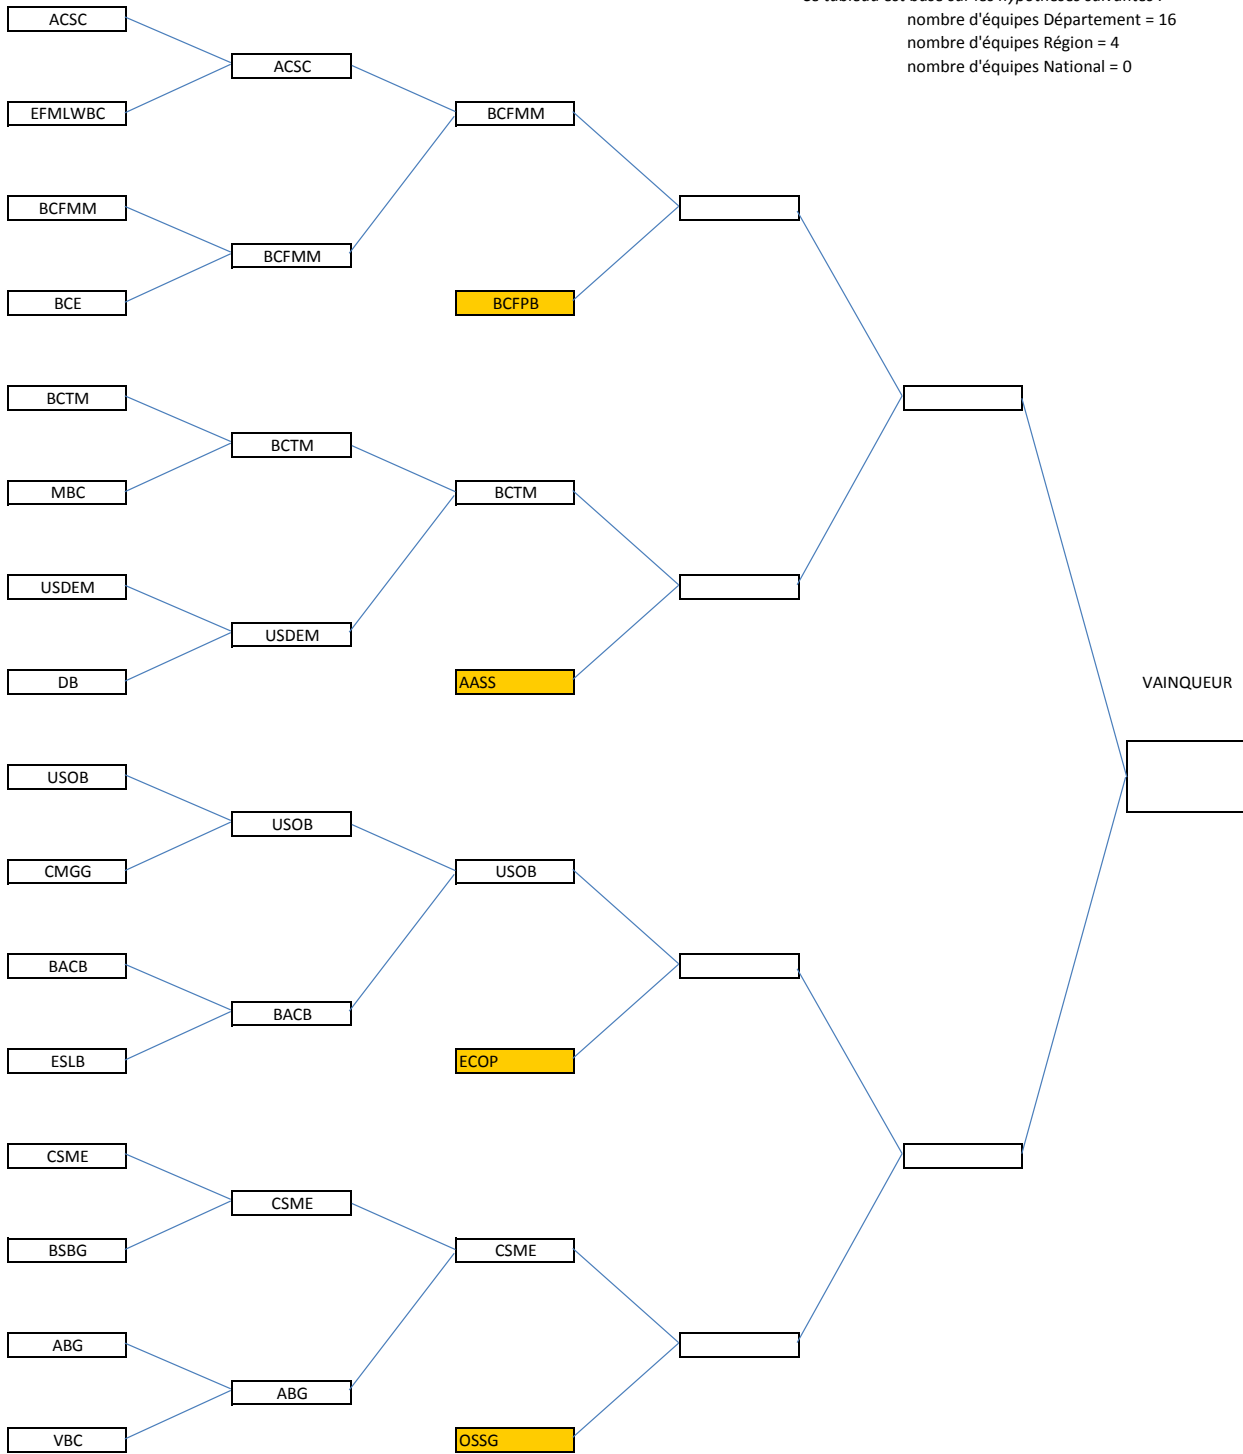 nombre d'équipes Département = 16
nombre d'équipes Région = 4
nombre d'équipes National = 0
ACSC
ACSC
EFMLWBC
BCFMM
BCFMM
BCFMM
BCE
BCFPB
BCTM
BCTM
MBC
BCTM
USDEM
USDEM
DB
AASS
VAINQUEUR
USOB
USOB
CMGG
USOB
BACB
BACB
ESLB
ECOP
CSME
CSME
BSBG
CSME
ABG
ABG
VBC
OSSG